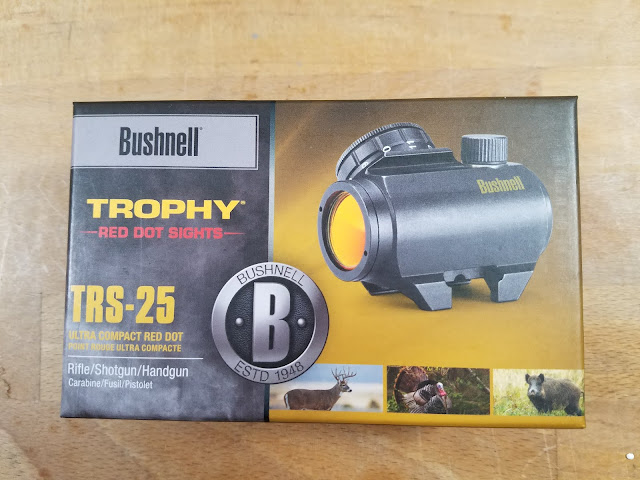 Bushnell®
TROPHY®
RED DOT SIGHTS
TRS-25
ULTRA COMPACT RED DOT
POINT ROUGE ULTRA COMPACTE
Rifle/Shotgun/Handgun
Carabine/Fusil/Pistolet
BUSHNELL
B
ESTD. 1948
Bushnell